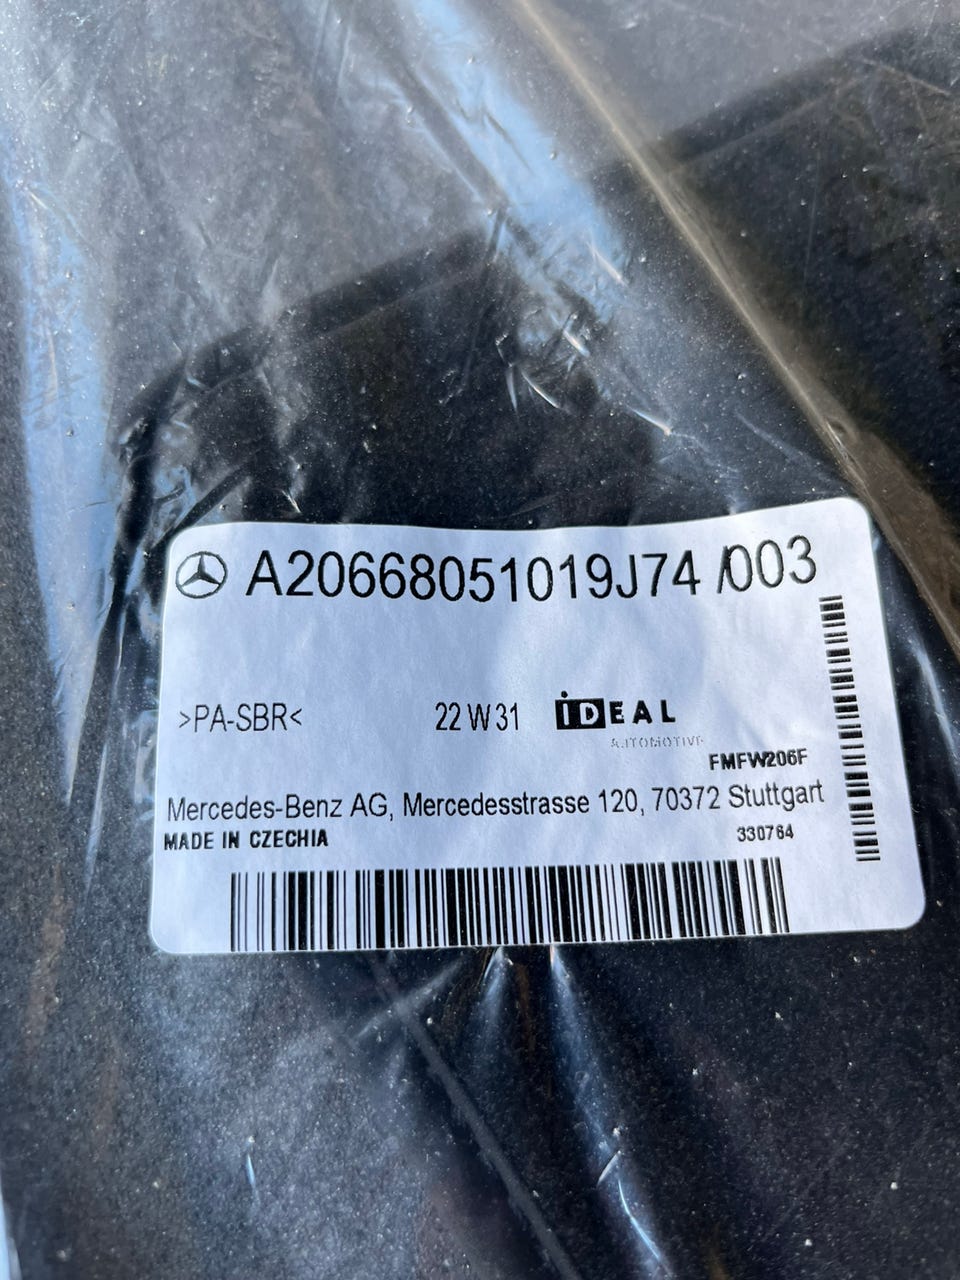 A20668051019J74 /003
>PA-SBR< 22 W 31 iDEAL
AUTOMOTIVE
FMFW206F
Mercedes-Benz AG, Mercedesstrasse 120, 70372 Stuttgart
MADE IN CZECHIA 330764